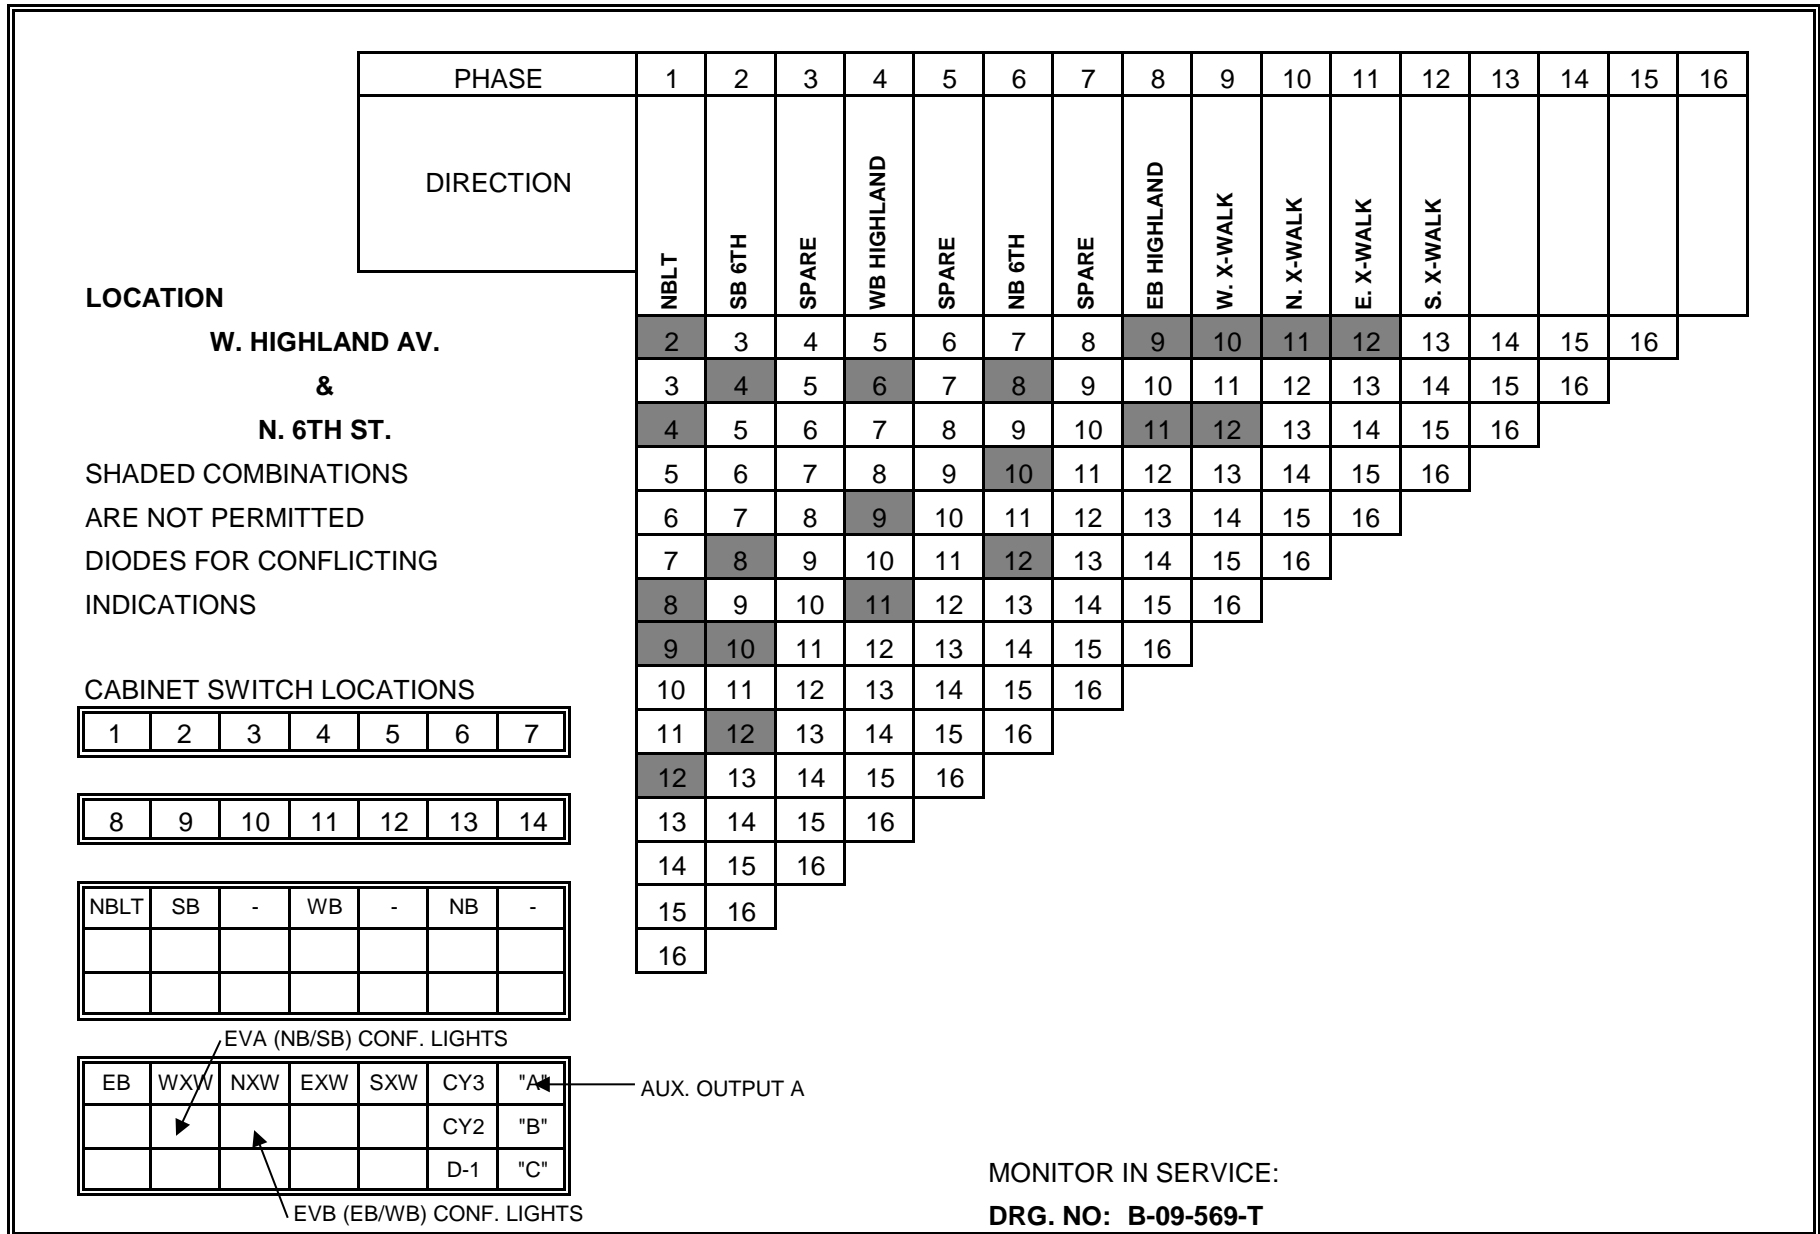 PHASE 1 2 3 4 5 6 7 8 9 10 11 12 13 14 15 16
DIRECTION
NBLT
SB 6TH
SPARE
WB HIGHLAND
SPARE
NB 6TH
SPARE
EB HIGHLAND
W. X-WALK
N. X-WALK
E. X-WALK
S. X-WALK
LOCATION
W. HIGHLAND AV. 2 3 4 5 6 7 8 9 10 11 12 13 14 15 16
& 3 4 5 6 7 8 9 10 11 12 13 14 15 16
N. 6TH ST. 4 5 6 7 8 9 10 11 12 13 14 15 16
SHADED COMBINATIONS 5 6 7 8 9 10 11 12 13 14 15 16
ARE NOT PERMITTED 6 7 8 9 10 11 12 13 14 15 16
DIODES FOR CONFLICTING 7 8 9 10 11 12 13 14 15 16
INDICATIONS 8 9 10 11 12 13 14 15 16
9 10 11 12 13 14 15 16
CABINET SWITCH LOCATIONS 10 11 12 13 14 15 16
1 2 3 4 5 6 7 11 12 13 14 15 16
12 13 14 15 16
8 9 10 11 12 13 14 13 14 15 16
14 15 16
NBLT SB - WB - NB - 15 16
16
EVA (NB/SB) CONF. LIGHTS
EB WXW NXW EXW SXW CY3 "A" AUX. OUTPUT A
CY2 "B"
D-1 "C" MONITOR IN SERVICE:
EVB (EB/WB) CONF. LIGHTS DRG. NO: B-09-569-T